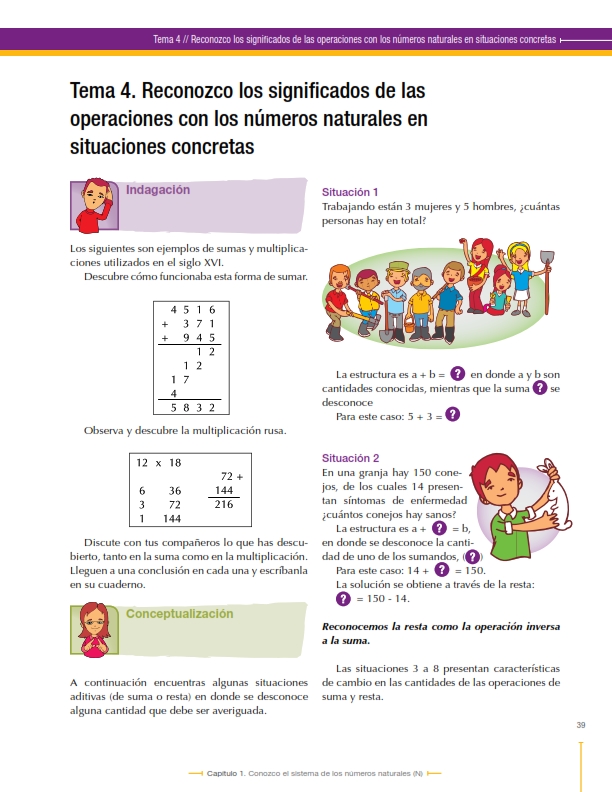 Tema 4 // Reconozco los significados de las operaciones con los números naturales en situaciones concretas
Tema 4. Reconozco los significados de las
operaciones con los números naturales en
situaciones concretas
Indagación
Los siguientes son ejemplos de sumas y multiplica-
ciones utilizados en el siglo XVI.
Descubre cómo funcionaba esta forma de sumar.
4 5 1 6
+ 3 7 1
+ 9 4 5
1 2
1 2
1 7
4
5 8 3 2
Observa y descubre la multiplicación rusa.
12 x 18
72 +
6 36 144
3 72 216
1 144
Discute con tus compañeros lo que has descu-
bierto, tanto en la suma como en la multiplicación.
Lleguen a una conclusión en cada una y escríbanla
en su cuaderno.
Conceptualización
A continuación encuentras algunas situaciones
aditivas (de suma o resta) en donde se desconoce
alguna cantidad que debe ser averiguada.
Situación 1
Trabajando están 3 mujeres y 5 hombres, ¿cuántas
personas hay en total?
La estructura es a + b = ? en donde a y b son
cantidades conocidas, mientras que la suma ? se
desconoce
Para este caso: 5 + 3 = ?
Situación 2
En una granja hay 150 cone-
jos, de los cuales 14 presen-
tan síntomas de enfermedad
¿cuántos conejos hay sanos?
La estructura es a + ? = b,
en donde se desconoce la canti-
dad de uno de los sumandos, (?)
Para este caso: 14 + ? = 150.
La solución se obtiene a través de la resta:
? = 150 - 14.
Reconocemos la resta como la operación inversa
a la suma.
Las situaciones 3 a 8 presentan características
de cambio en las cantidades de las operaciones de
suma y resta.
39
Capítulo 1. Conozco el sistema de los números naturales (N)